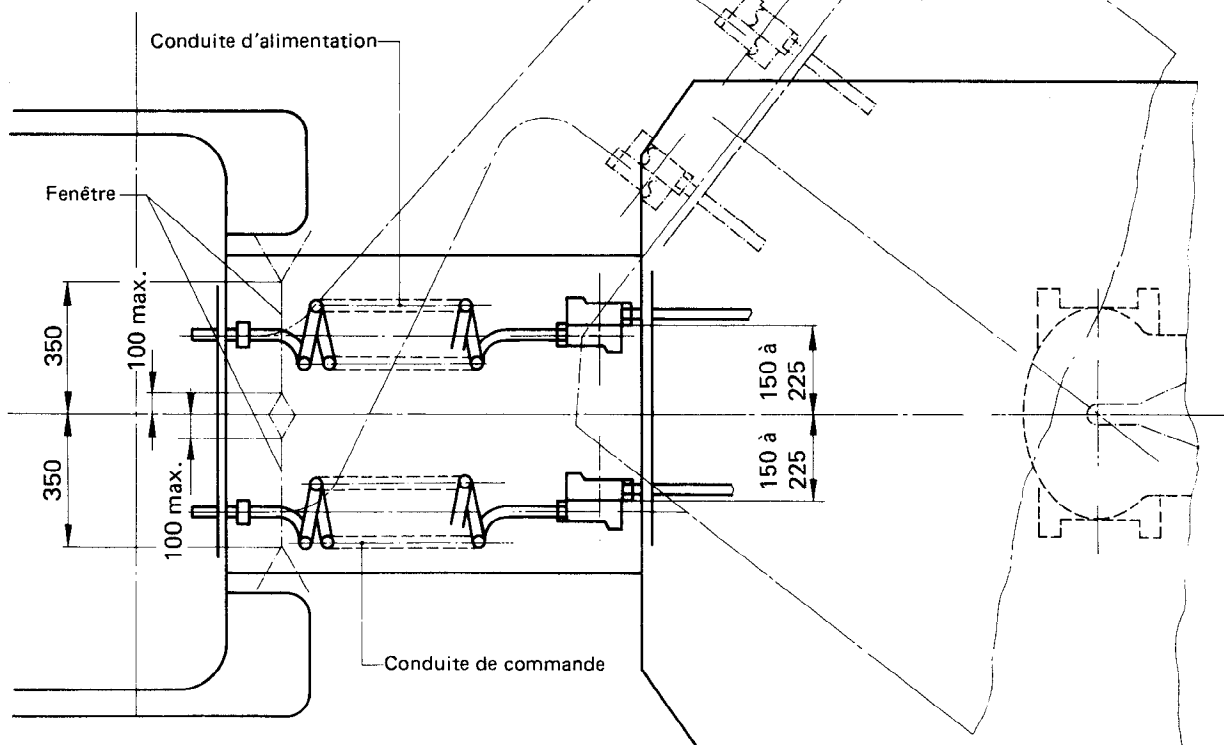 Conduite d'alimentation
Fenêtre
100 max.
350
150 à
225
350
100 max.
150 à
225
Conduite de commande